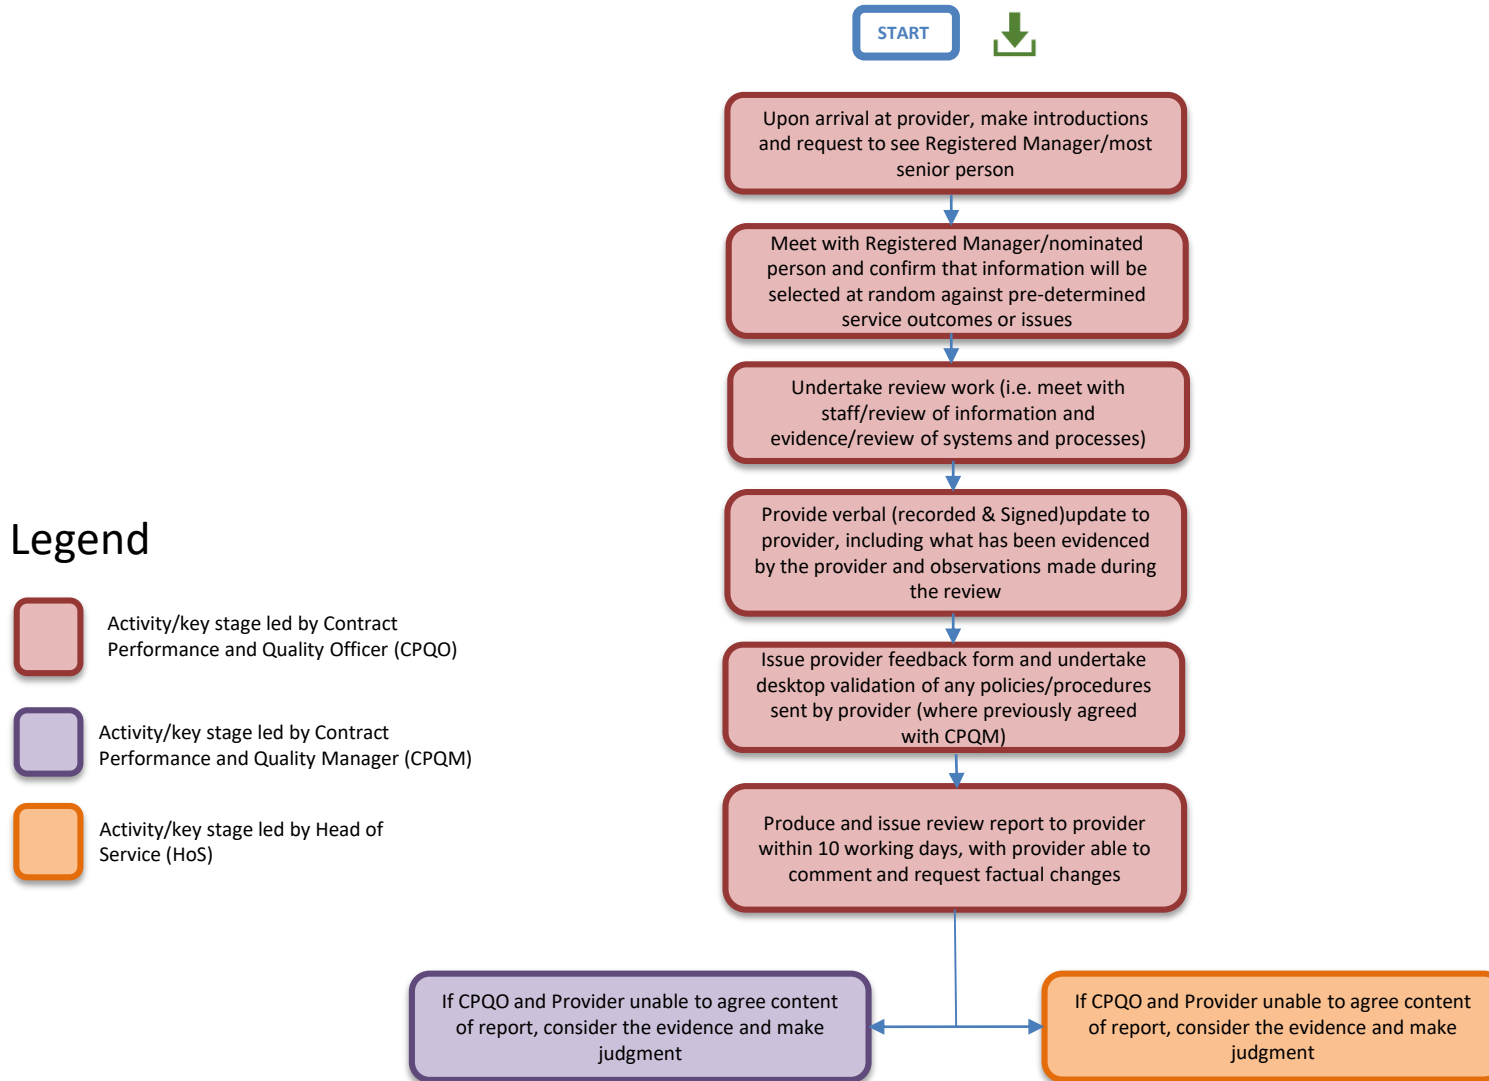 START
Upon arrival at provider, make introductions
and request to see Registered Manager/most
senior person
Meet with Registered Manager/nominated
person and confirm that information will be
selected at random against pre-determined
service outcomes or issues
Undertake review work (i.e. meet with
staff/review of information and
evidence/review of systems and processes)
Provide verbal (recorded & Signed)update to
provider, including what has been evidenced
by the provider and observations made during
the review
Issue provider feedback form and undertake
desktop validation of any policies/procedures
sent by provider (where previously agreed
with CPQM)
Produce and issue review report to provider
within 10 working days, with provider able to
comment and request factual changes
If CPQO and Provider unable to agree content
of report, consider the evidence and make
judgment
If CPQO and Provider unable to agree content
of report, consider the evidence and make
judgment
Legend
Activity/key stage led by Contract
Performance and Quality Officer (CPQO)
Activity/key stage led by Contract
Performance and Quality Manager (CPQM)
Activity/key stage led by Head of
Service (HoS)